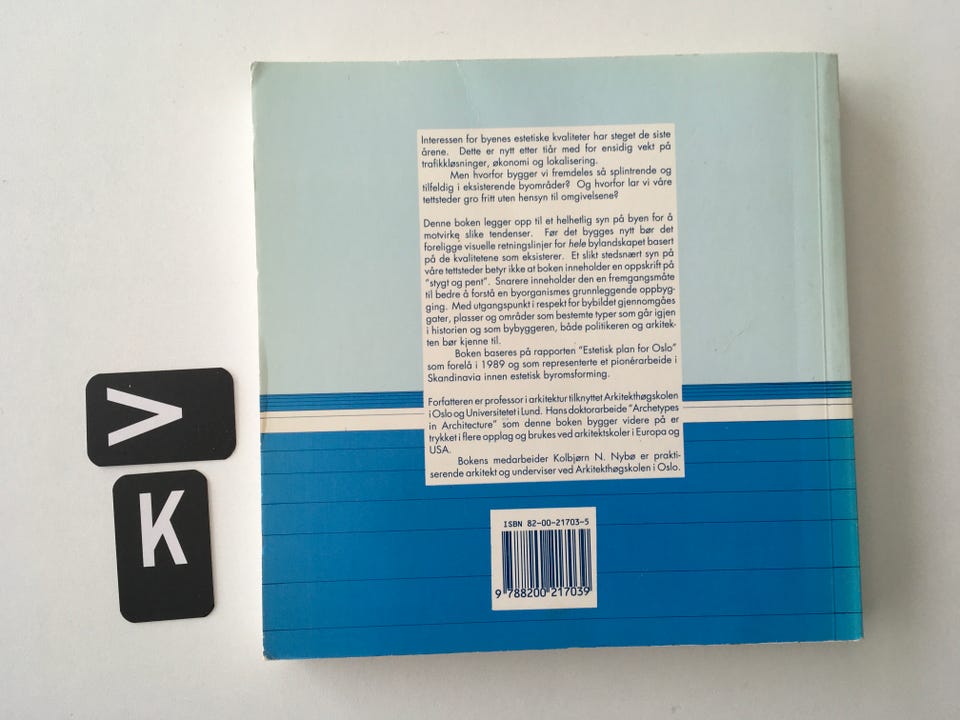 Interessen for byenes estetiske kvaliteter har steget de siste
årene. Dette er nytt etter tiår med for ensidig vekt på
trafikkløsninger, økonomi og lokalisering.
Men hvorfor bygger vi fremdeles så splintrende og
tilfeldig i eksisterende byområder? Og hvorfor lar vi våre
tettsteder gro fritt uten hensyn til omgivelsene?
Denne boken legger opp til et helhetlig syn på byen for å
motvirke slike tendenser. Før det bygges nytt bør det
foreligge visuelle retningslinjer for hele bylandskapet basert
på de kvalitetene som eksisterer. Et slikt stedsnært syn på
våre tettsteder betyr ikke at boken inneholder en oppskrift på
"stygt og pent". Snarere inneholder den en fremgangsmåte
til bedre å forstå en byorganismes grunnleggende oppbyg-
ging. Med utgangspunkt i respekt for bybildet gjennomgåes
gater, plasser og områder som bestemte typer som går igjen
i historien og som bybyggeren, både politikeren og arkitek-
ten bør kjenne til.
Boken baseres på rapporten "Estetisk plan for Oslo"
som forelå i 1989 og som representerte et pionérarbeide i
Skandinavia innen estetisk byromsforming.
Forfatteren er professor i arkitektur tilknyttet Arkitekthøgskolen
i Oslo og Universitetet i Lund. Hans doktorarbeide "Archetypes
in Architecture" som denne boken bygger videre på er
trykket i flere opplag og brukes ved arkitektskoler i Europa og
USA.
Bokens medarbeider Kolbjørn N. Nybø er prakti-
serende arkitekt og underviser ved Arkitekthøgskolen i Oslo.
ISBN 82-00-21703-5
9 788200 217039
V
K